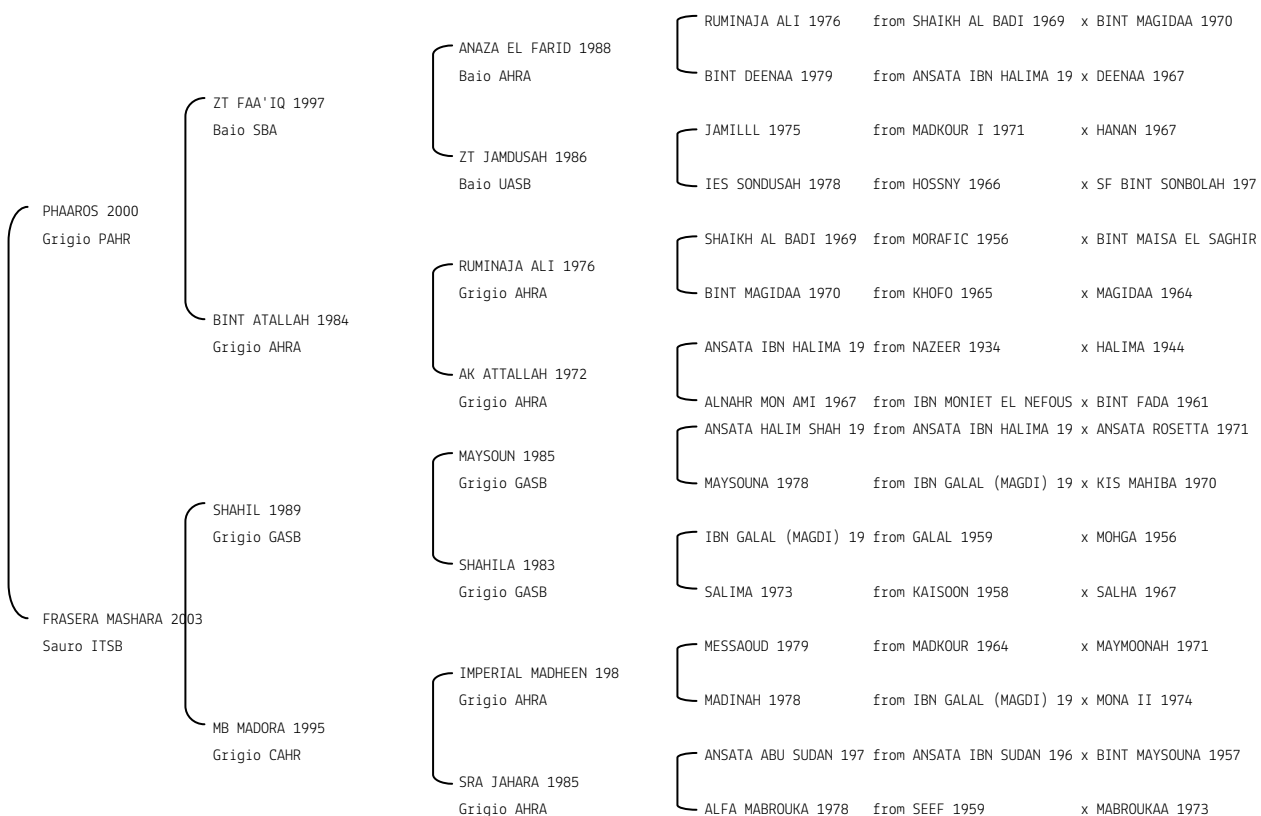 RUMINAJA ALI 1976 from SHAIKH AL BADI 1969 x BINT MAGIDAA 1970
ANAZA EL FARID 1988
Baio AHRA
BINT DEENAA 1979 from ANSATA IBN HALIMA 19 x DEENAA 1967
ZT FAA'IQ 1997
Baio SBA
JAMILLL 1975 from MADKOUR I 1971 x HANAN 1967
ZT JAMDUSAH 1986
Baio UASB
IES SONDUSAH 1978 from HOSSNY 1966 x SF BINT SONBOLAH 197
PHAAROS 2000
Grigio PAHR
SHAIKH AL BADI 1969 from MORAFIC 1956 x BINT MAISA EL SAGHIR
RUMINAJA ALI 1976
Grigio AHRA
BINT MAGIDAA 1970 from KHOFO 1965 x MAGIDAA 1964
BINT ATALLAH 1984
Grigio AHRA
ANSATA IBN HALIMA 19 from NAZEER 1934 x HALIMA 1944
AK ATTALLAH 1972
Grigio AHRA
ALNAHR MON AMI 1967 from IBN MONIET EL NEFOUS x BINT FADA 1961
ANSATA HALIM SHAH 19 from ANSATA IBN HALIMA 19 x ANSATA ROSETTA 1971
MAYSOUN 1985
Grigio GASB
MAYSOUNA 1978 from IBN GALAL (MAGDI) 19 x KIS MAHIBA 1970
SHAHIL 1989
Grigio GASB
IBN GALAL (MAGDI) 19 from GALAL 1959 x MOHGA 1956
SHAHILA 1983
Grigio GASB
SALIMA 1973 from KAISOON 1958 x SALHA 1967
FRASERA MASHARA 2003
Sauro ITSB
MESSAOUD 1979 from MADKOUR 1964 x MAYMOONAH 1971
IMPERIAL MADHEEN 198
Grigio AHRA
MADINAH 1978 from IBN GALAL (MAGDI) 19 x MONA II 1974
MB MADORA 1995
Grigio CAHR
ANSATA ABU SUDAN 197 from ANSATA IBN SUDAN 196 x BINT MAYSOUNA 1957
SRA JAHARA 1985
Grigio AHRA
ALFA MABROUKA 1978 from SEEF 1959 x MABROUKAA 1973